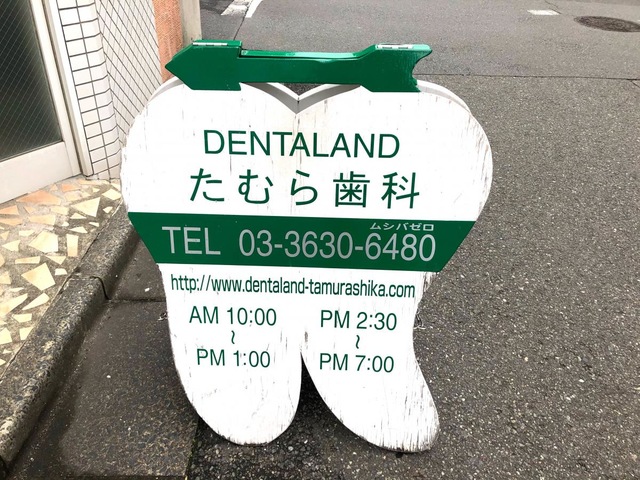 DENTALAND
たむら歯科
ムシバゼロ
TEL 03-3630-6480
http://www.dentaland-tamurashika.com
AM 10:00 PM 2:30
~ ~
PM 1:00 PM 7:00